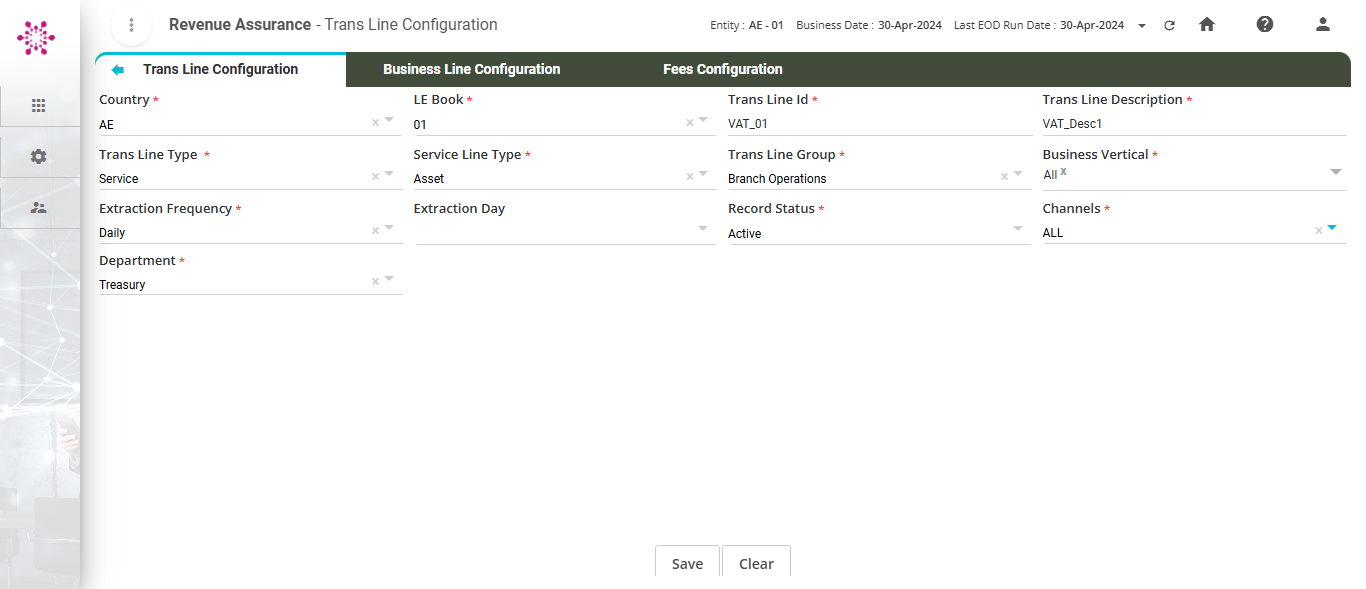 Revenue Assurance - Trans Line Configuration
Entity : AE - 01 Business Date : 30-Apr-2024 Last EOD Run Date : 30-Apr-2024
Trans Line Configuration Business Line Configuration Fees Configuration
Country * LE Book * Trans Line Id * Trans Line Description *
AE × 01 × VAT_01 VAT_Desc1
Trans Line Type * Service Line Type * Trans Line Group * Business Vertical *
Service × Asset × Branch Operations × All x
Extraction Frequency * Extraction Day Record Status * Channels *
Daily × Active ALL ×
Department *
Treasury ×
Save Clear